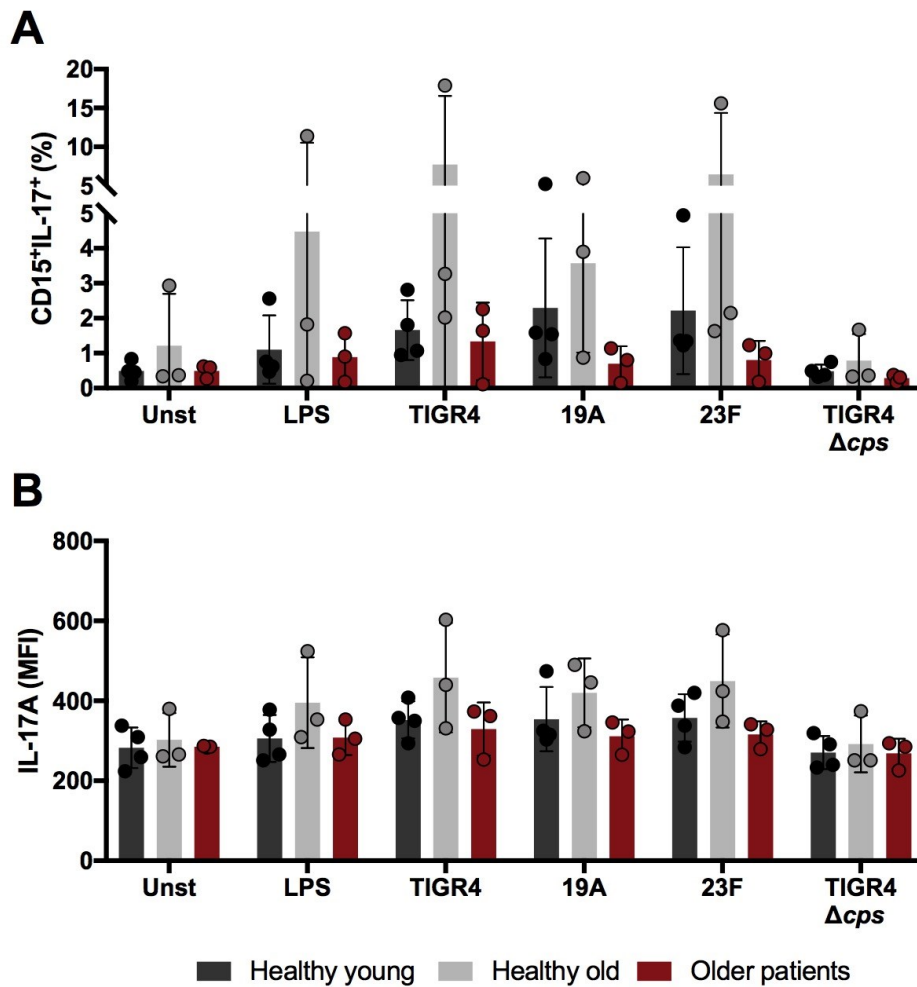 A
CD15⁺IL-17⁺ (%)
20
15
10
5
5
4
3
2
1
0
Unst LPS TIGR4 19A 23F TIGR4
Δcps
B
IL-17A (MFI)
800
600
400
200
0
Unst LPS TIGR4 19A 23F TIGR4
Δcps
Healthy young Healthy old Older patients